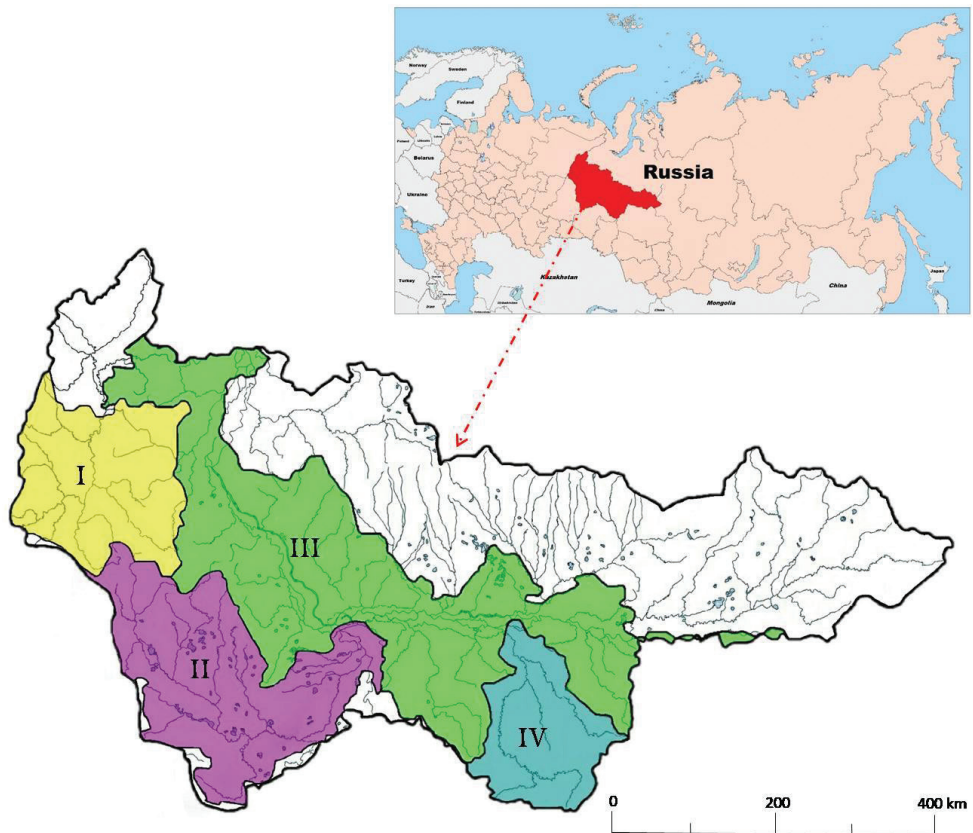 Norway
Sweden
Finland
Belarus
Ukraine
Russia
Turkey
Kazakhstan
Mongolia
China
Japan
I
III
II
IV
0 200 400 km